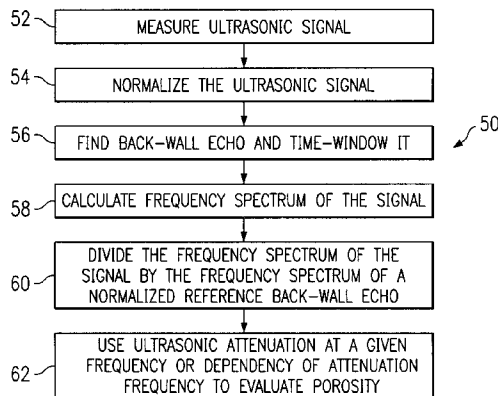 52
MEASURE ULTRASONIC SIGNAL
54
NORMALIZE THE ULTRASONIC SIGNAL
50
56
FIND BACK-WALL ECHO AND TIME-WINDOW IT
58
CALCULATE FREQUENCY SPECTRUM OF THE SIGNAL
60
DIVIDE THE FREQUENCY SPECTRUM OF THE
SIGNAL BY THE FREQUENCY SPECTRUM OF A
NORMALIZED REFERENCE BACK-WALL ECHO
62
USE ULTRASONIC ATTENUATION AT A GIVEN
FREQUENCY OR DEPENDENCY OF ATTENUATION
FREQUENCY TO EVALUATE POROSITY